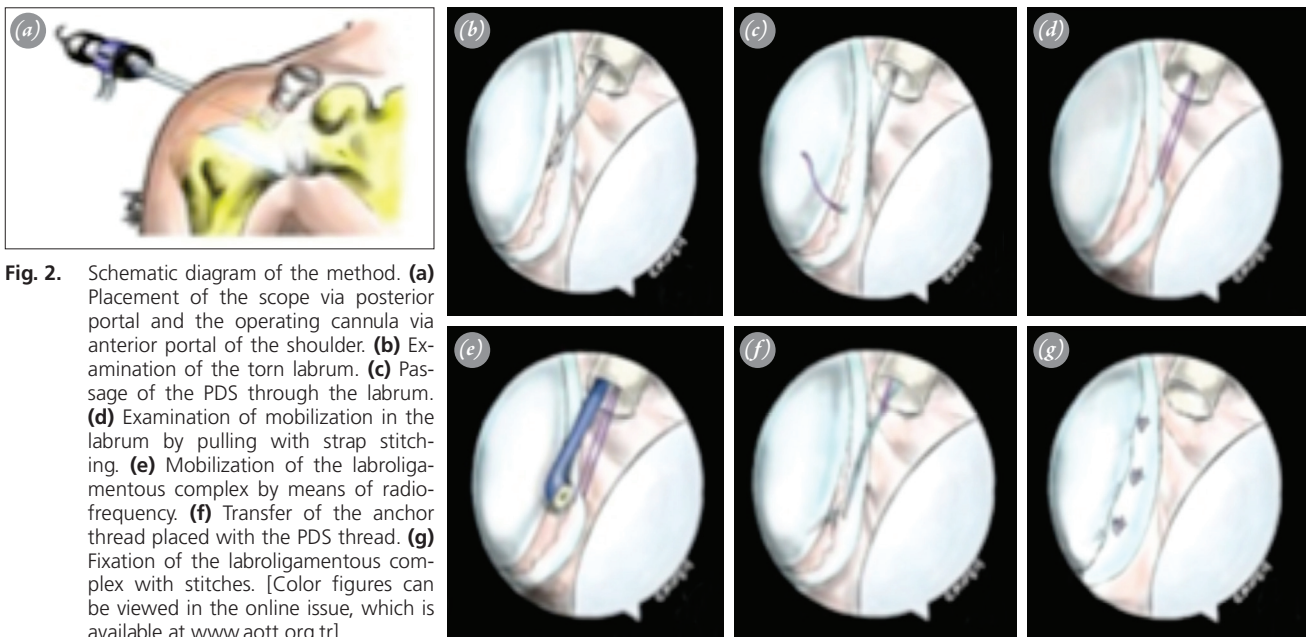 (a)
(b)
(c)
(d)
Fig. 2. Schematic diagram of the method. (a)
Placement of the scope via posterior
portal and the operating cannula via
anterior portal of the shoulder. (b) Ex-
amination of the torn labrum. (c) Pas-
sage of the PDS through the labrum.
(d) Examination of mobilization in the
labrum by pulling with strap stitch-
ing. (e) Mobilization of the labroliga-
mentous complex by means of radio-
frequency. (f) Transfer of the anchor
thread placed with the PDS thread. (g)
Fixation of the labroligamentous com-
plex with stitches. [Color figures can
be viewed in the online issue, which is
available at www.aott.org.tr]
(e)
(f)
(g)